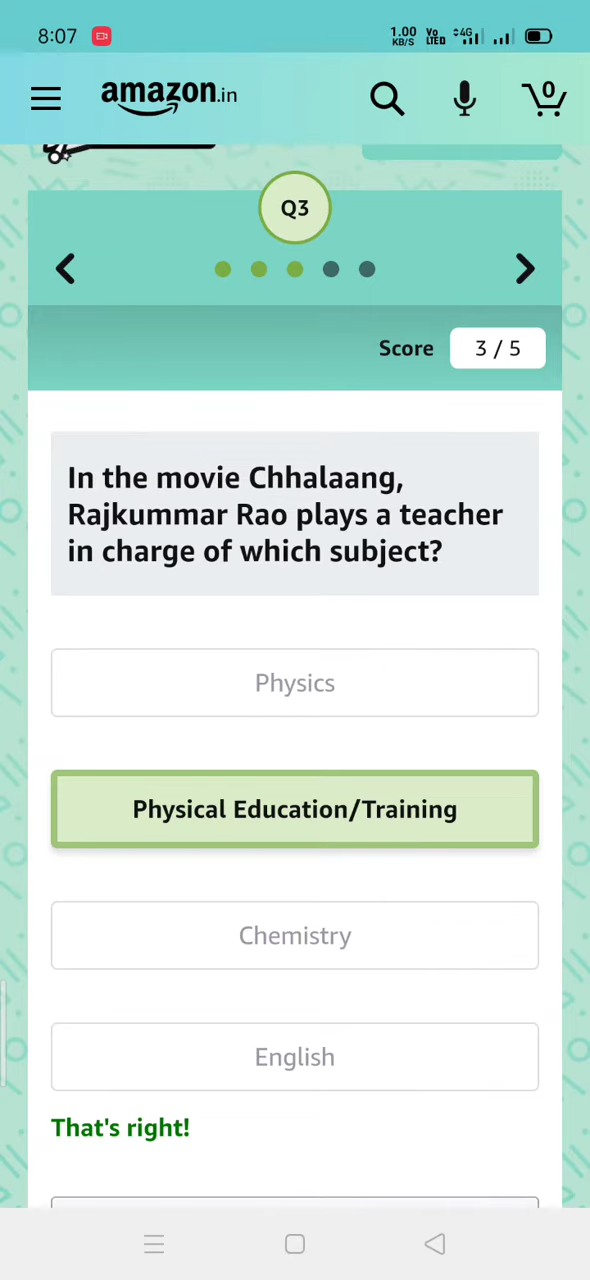 8:07
1.00
KB/S
Vo
LTED
4G
amazon.in
0
Q3
Score
3 / 5
In the movie Chhalaang,
Rajkummar Rao plays a teacher
in charge of which subject?
Physics
Physical Education/Training
Chemistry
English
That's right!